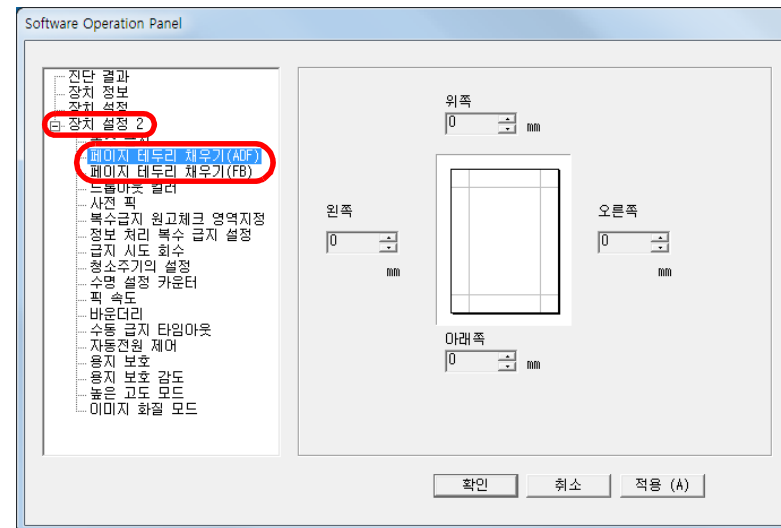 Software Operation Panel
진단 결과
장치 정보
장치 설정
장치 설정 2
페이지 테두리 채우기(ADF)
페이지 테두리 채우기(FB)
드롭아웃 컬러
사전 픽
복수급지 원고체크 영역지정
정보 처리 복수 급지 설정
급지 시도 회수
청소주기의 설정
수명 설정 카운터
픽 속도
바운더리
수동 급지 타임아웃
자동전원 제어
용지 보호
용지 보호 감도
높은 고도 모드
이미지 화질 모드
위쪽
0 mm
왼쪽
0
mm
오른쪽
0
mm
아래쪽
0 mm
확인
취소
적용 (A)